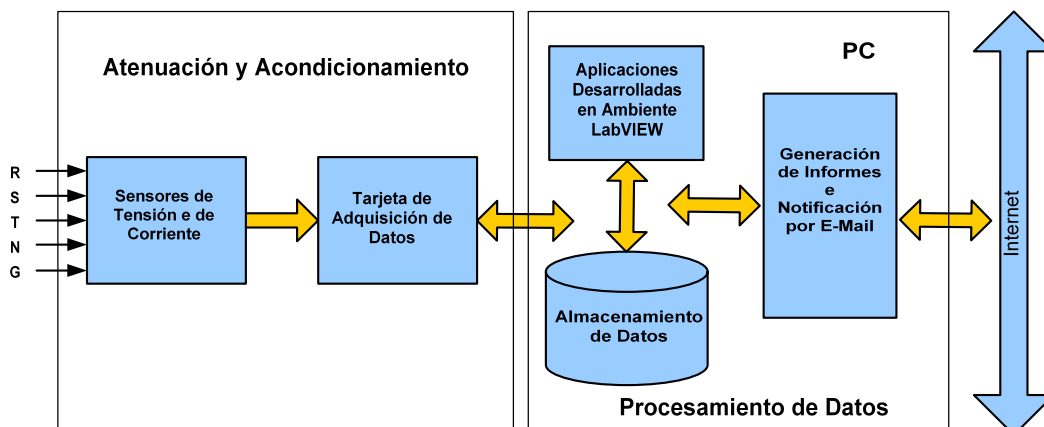 Atenuación y Acondicionamiento
R
S
T
N
G
Sensores de
Tensión e de
Corriente
Tarjeta de
Adquisición de
Datos
PC
Aplicaciones
Desarrolladas
en Ambiente
LabVIEW
Generación
de Informes
e
Notificación
por E-Mail
Almacenamiento
de Datos
Procesamiento de Datos
Internet